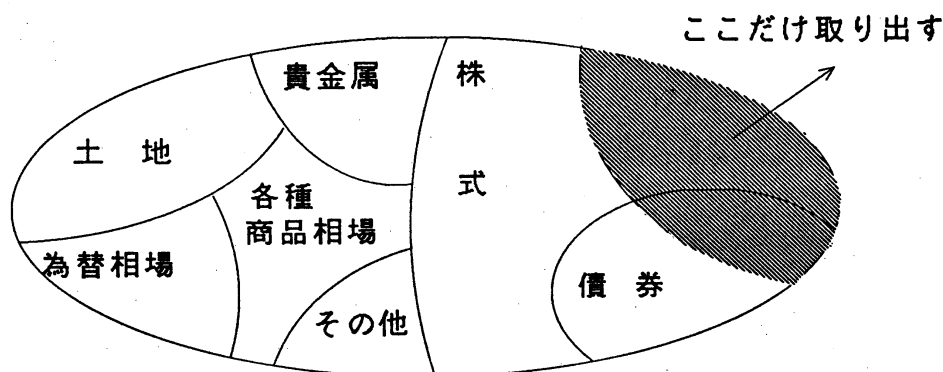 ここだけ取り出す
貴金属
株式
土地
各種
商品相場
為替相場
債券
その他